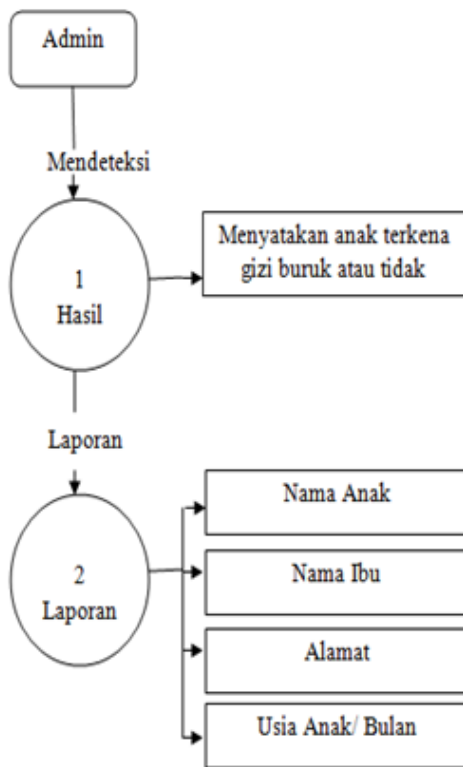 Admin
Mendeteksi
1
Hasil
Menyatakan anak terkena
gizi buruk atau tidak
Laporan
2
Laporan
Nama Anak
Nama Ibu
Alamat
Usia Anak/ Bulan